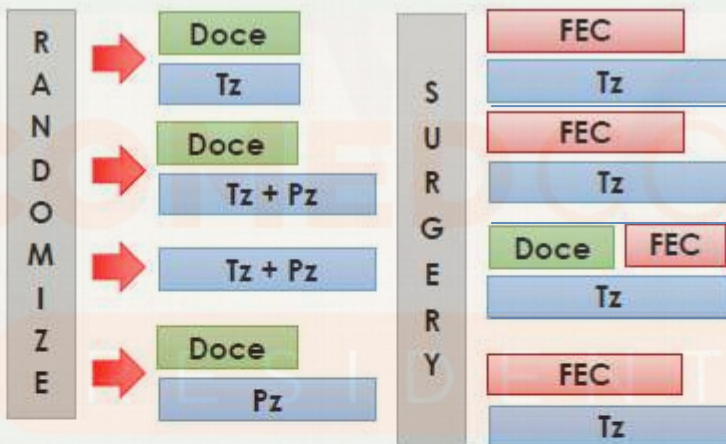 RANDOMIZE
Doce
Tz
Doce
Tz + Pz
Tz + Pz
Doce
Pz
SURGERY
FEC
Tz
FEC
Tz
Doce FEC
Tz
FEC
Tz